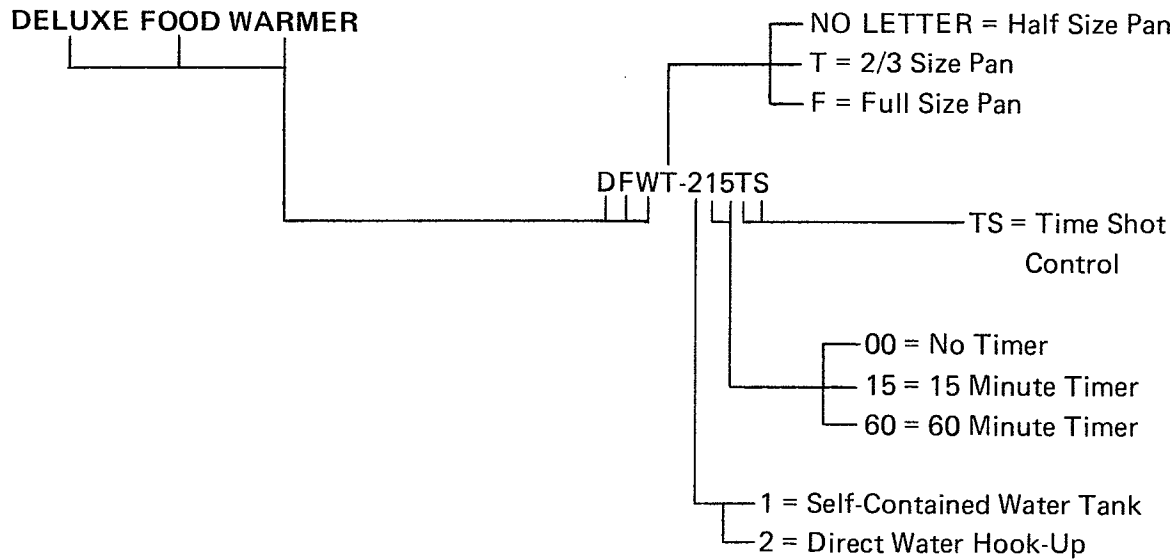 DELUXE FOOD WARMER
NO LETTER = Half Size Pan
T = 2/3 Size Pan
F = Full Size Pan
DFWT-215TS
TS = Time Shot
Control
00 = No Timer
15 = 15 Minute Timer
60 = 60 Minute Timer
1 = Self-Contained Water Tank
2 = Direct Water Hook-Up